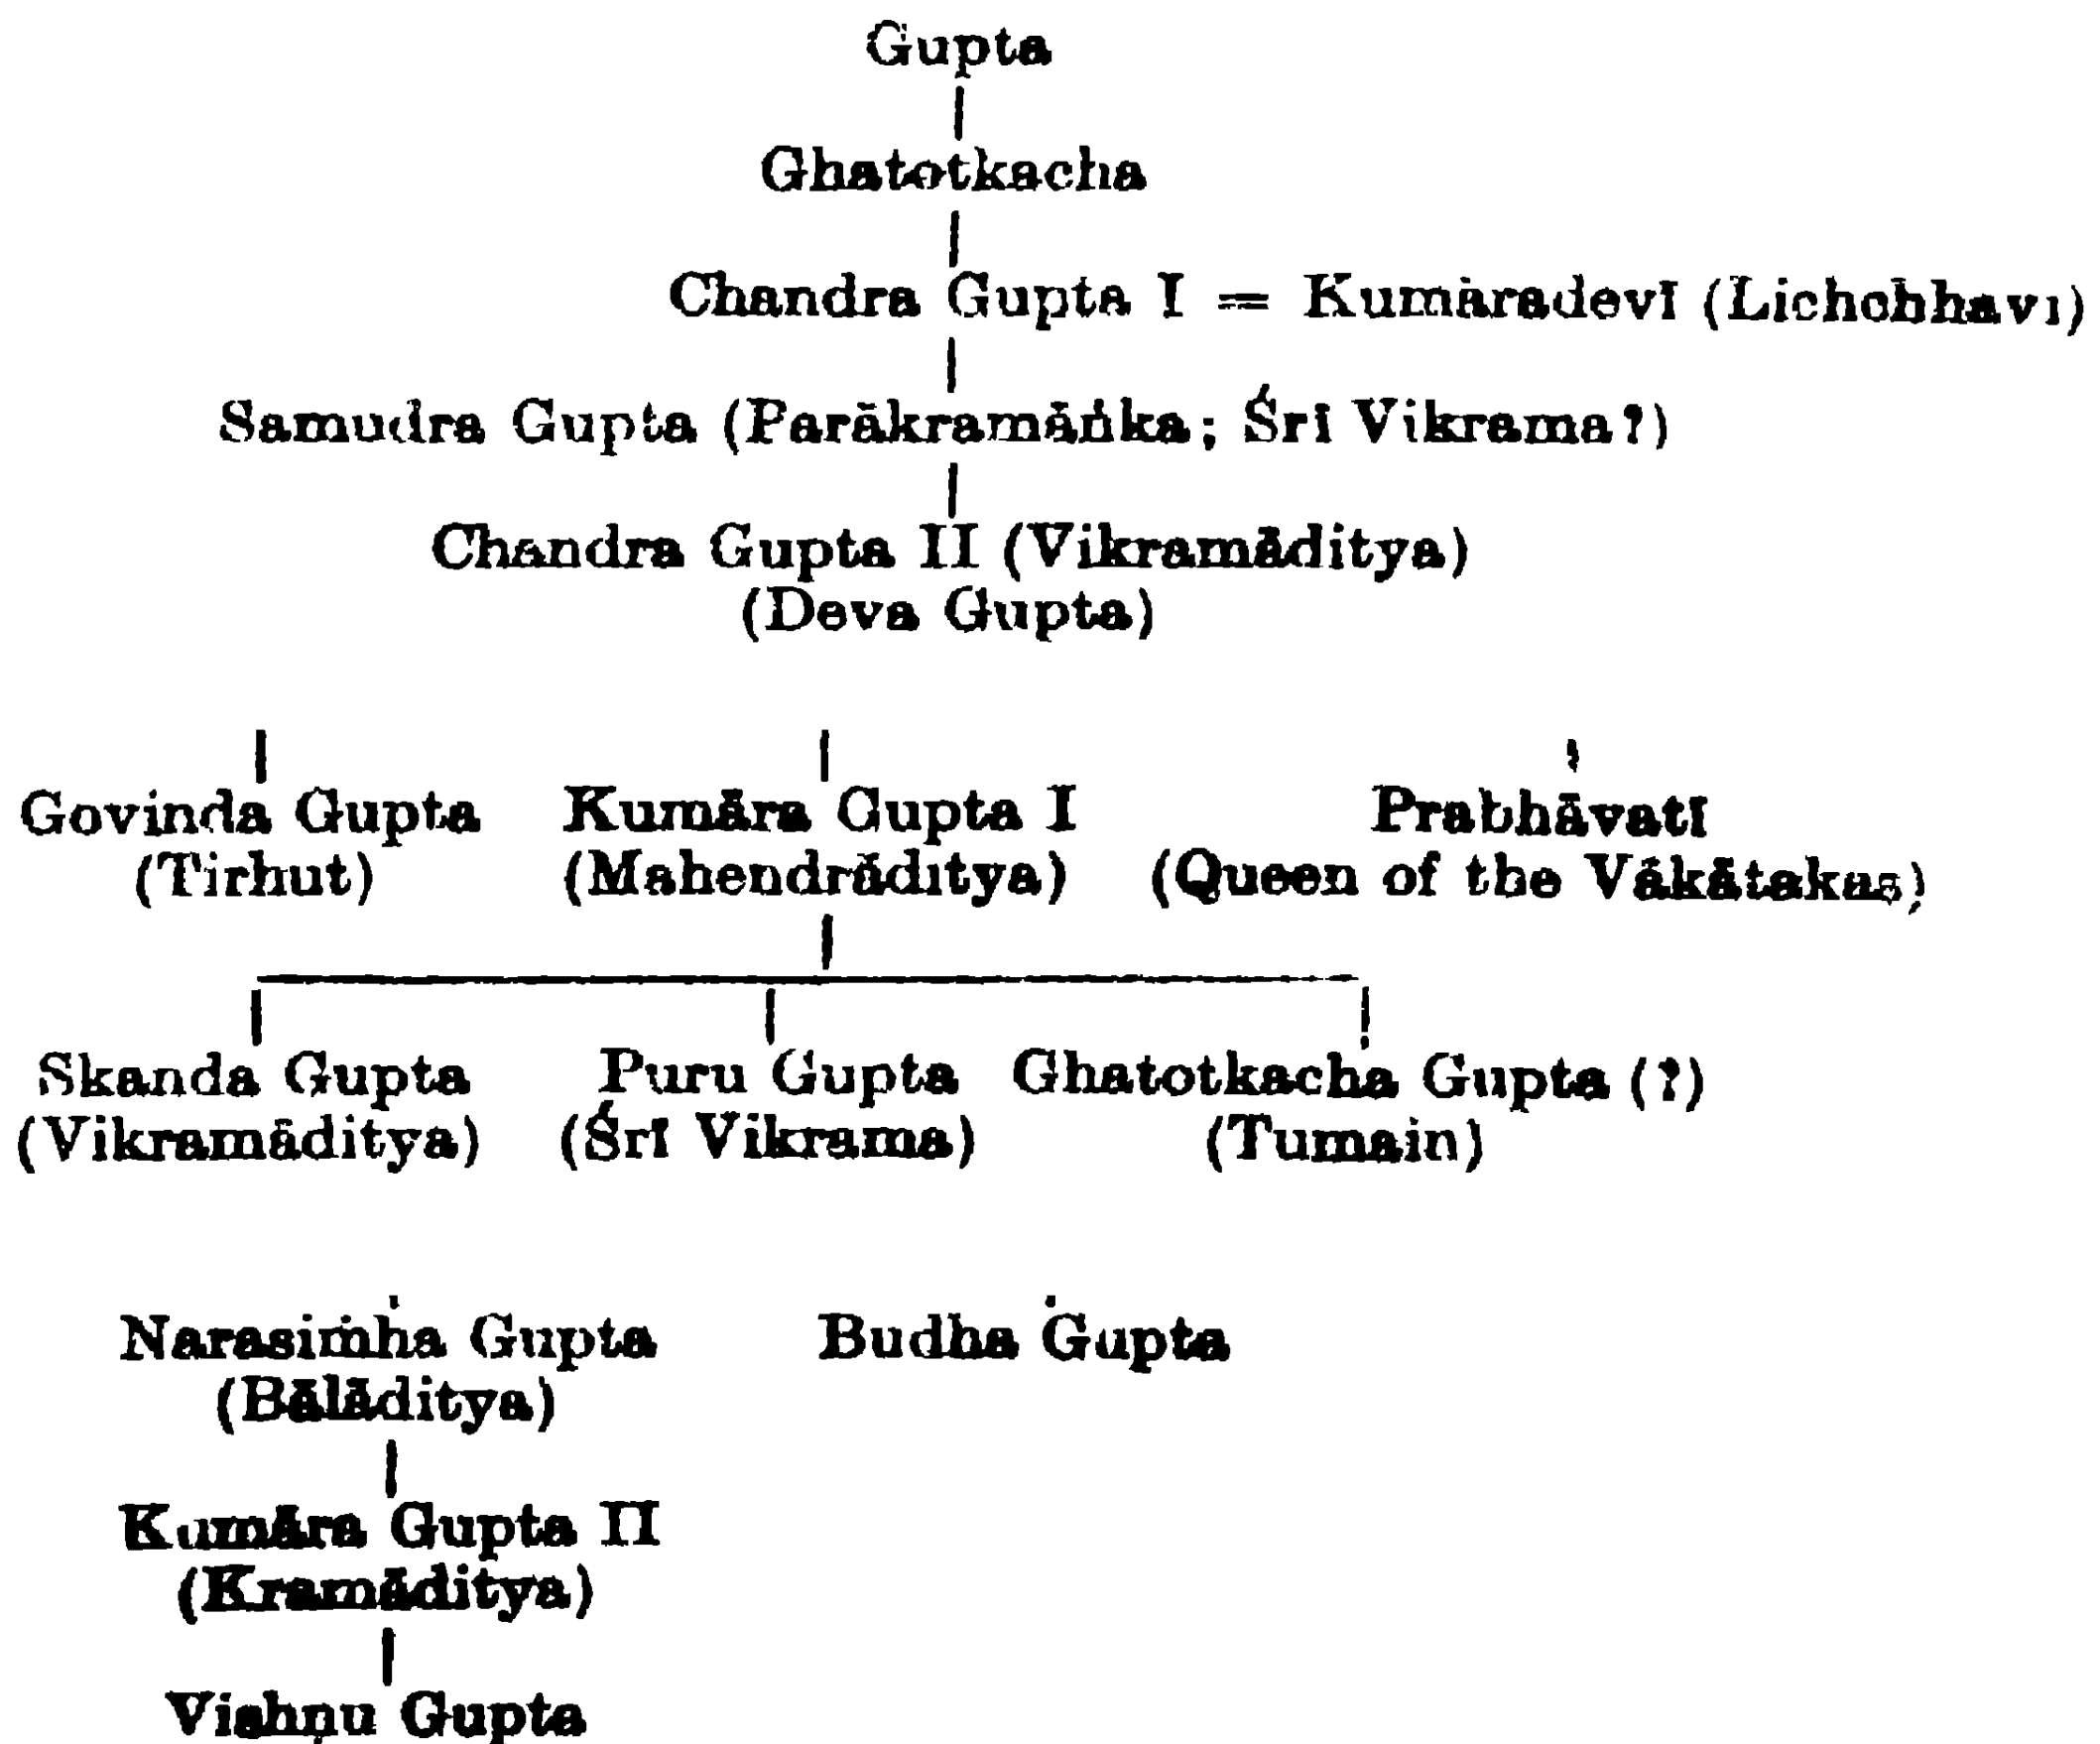 Gupta
Ghatotkacha
Chandra Gupta I = Kumāradevī (Lichchhavi)
Samudra Gupta (Parākramāṅka; Śrī Vikrama?)
Chandra Gupta II (Vikramāditya)
(Deva Gupta)
Govinda Gupta Kumāra Gupta I Prabhāvatī
(Tirhut) (Mahendrāditya) (Queen of the Vākāṭakas)
Skanda Gupta Puru Gupta Ghatotkacha Gupta (?)
(Vikramāditya) (Śrī Vikrama) (Tumain)
Narasiṁha Gupta Budha Gupta
(Bālāditya)
Kumāra Gupta II
(Kramāditya)
Vishṇu Gupta